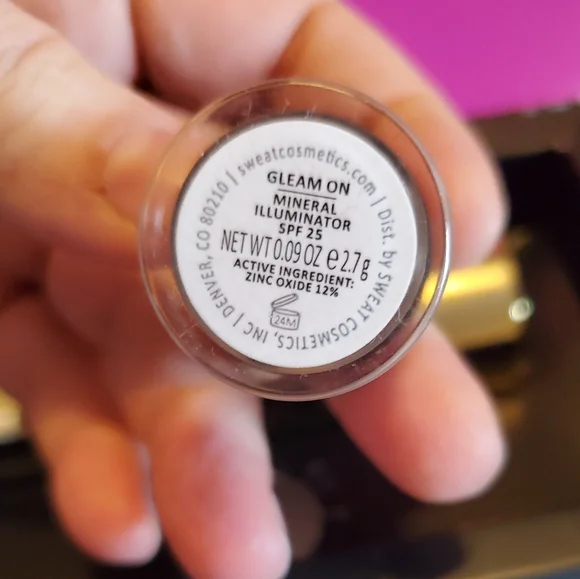 sweatcosmetics.com | Dist. by SWEAT COSMETICS, INC | DENVER, CO 80210 |
GLEAM ON
MINERAL
ILLUMINATOR
SPF 25
NET WT 0.09 OZ ℮ 2.7g
ACTIVE INGREDIENT:
ZINC OXIDE 12%
24M